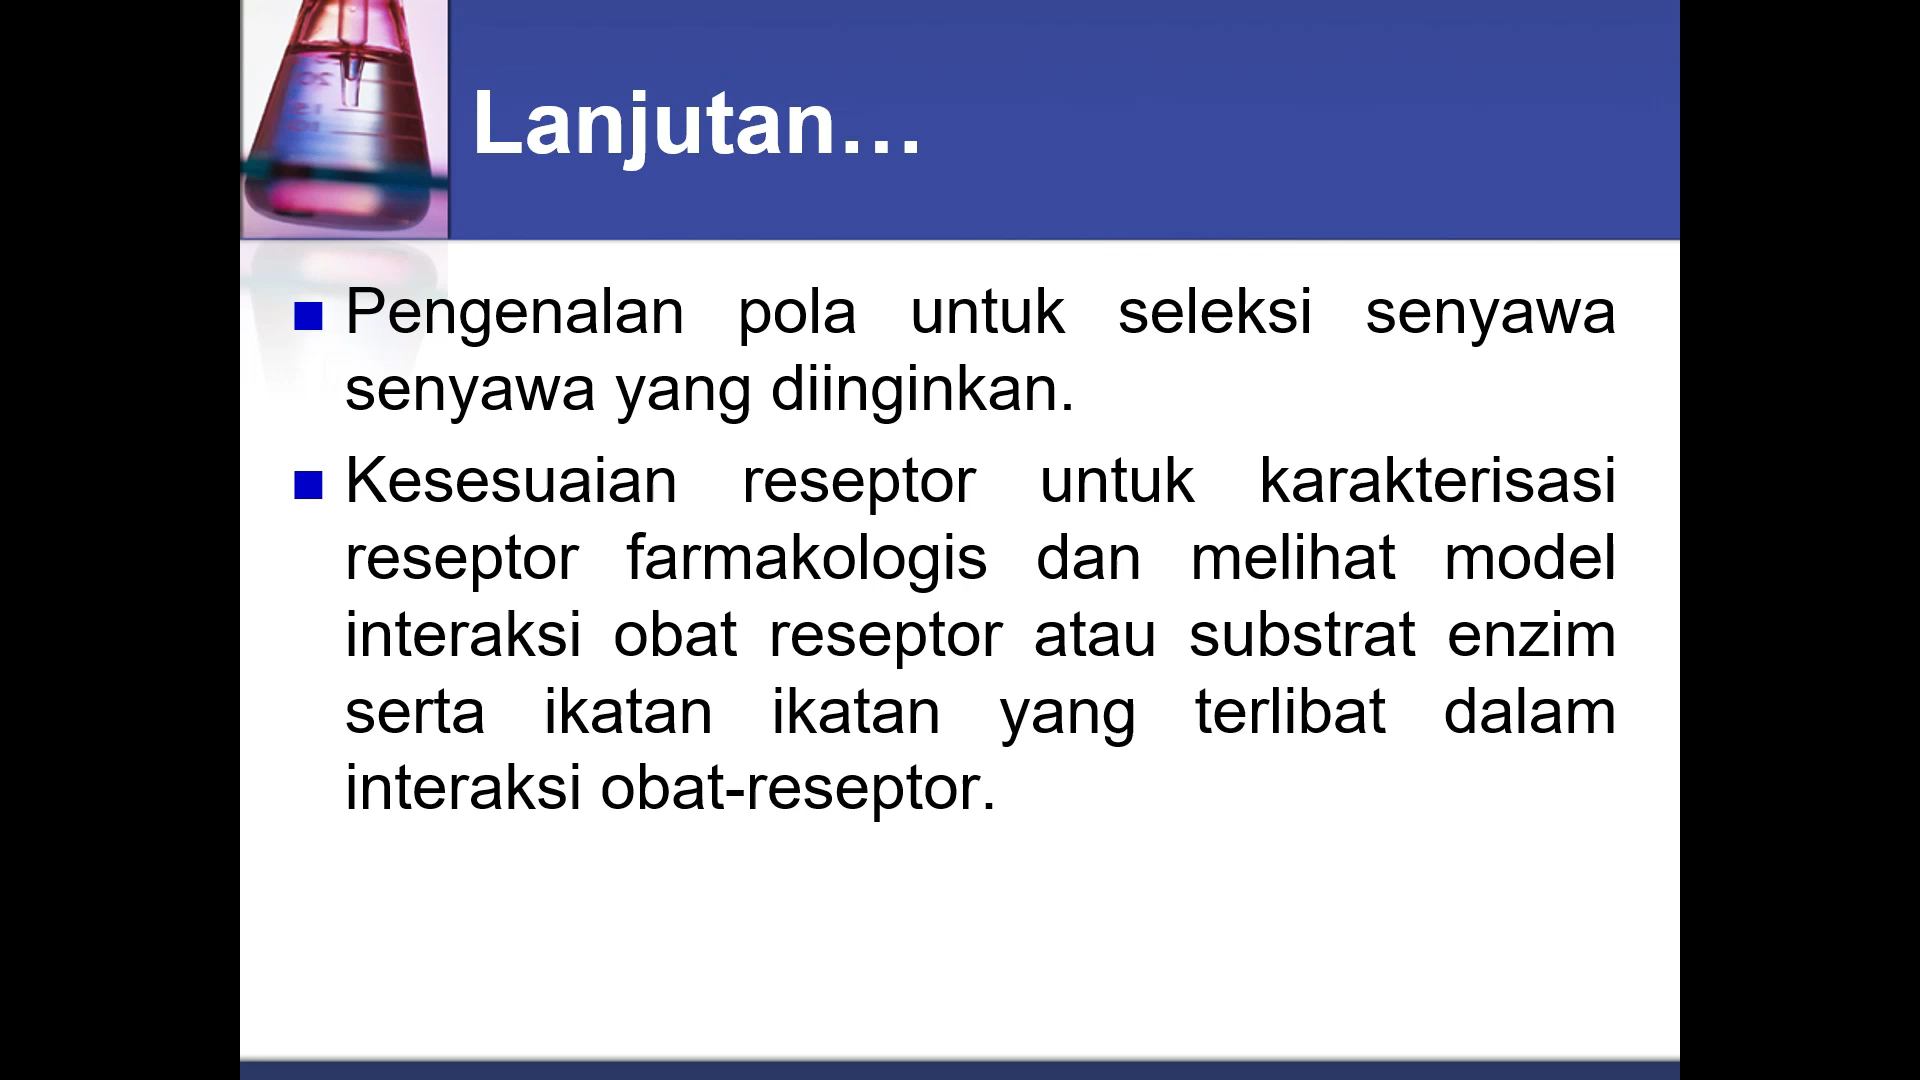 Lanjutan…
Pengenalan pola untuk seleksi senyawa
senyawa yang diinginkan.
Kesesuaian reseptor untuk karakterisasi
reseptor farmakologis dan melihat model
interaksi obat reseptor atau substrat enzim
serta ikatan ikatan yang terlibat dalam
interaksi obat-reseptor.